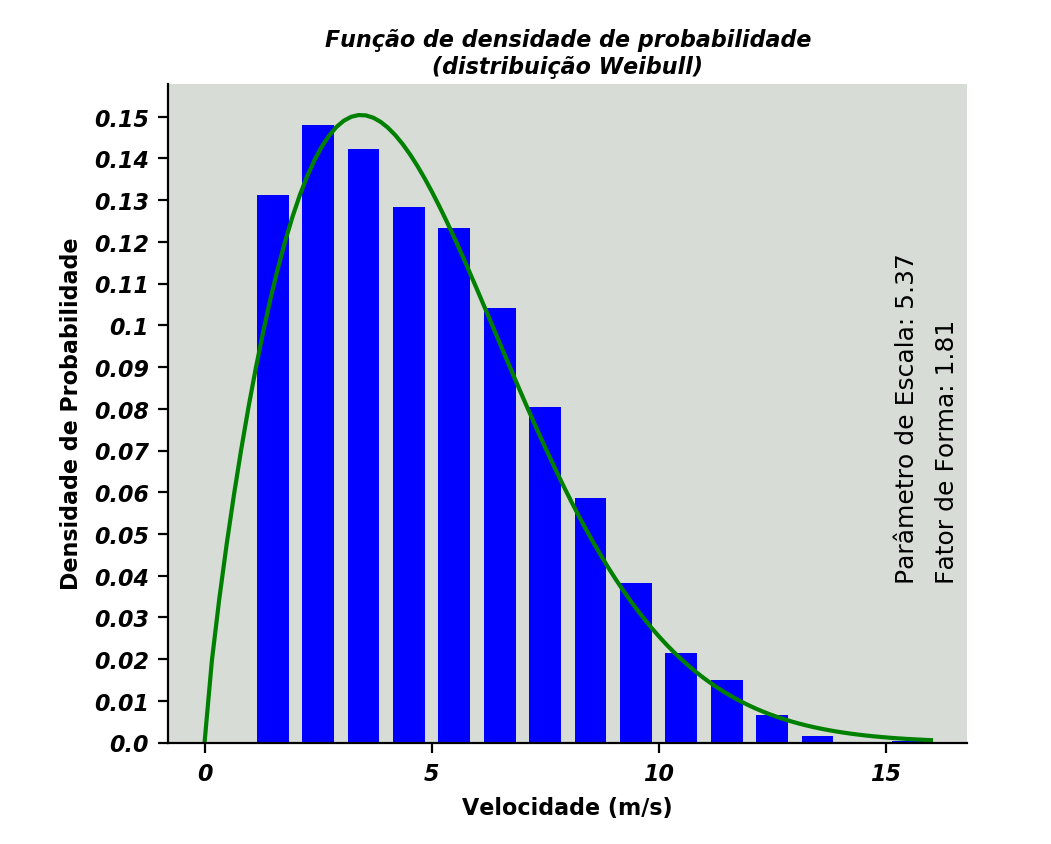 Função de densidade de probabilidade
(distribuição Weibull)
Densidade de Probabilidade
0.15
0.14
0.13
0.12
0.11
0.1
0.09
0.08
0.07
0.06
0.05
0.04
0.03
0.02
0.01
0.0
Parâmetro de Escala: 5.37
Fator de Forma: 1.81
0 5 10 15
Velocidade (m/s)